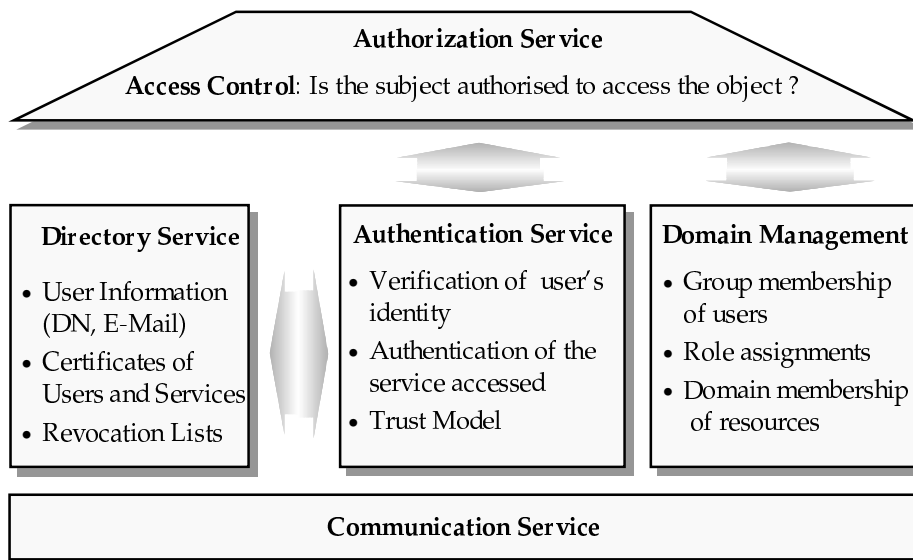 Authorization Service
Access Control: Is the subject authorised to access the object ?
Directory Service
• User Information
(DN, E-Mail)
• Certificates of
Users and Services
• Revocation Lists
Authentication Service
• Verification of user's
identity
• Authentication of the
service accessed
• Trust Model
Domain Management
• Group membership
of users
• Role assignments
• Domain membership
of resources
Communication Service